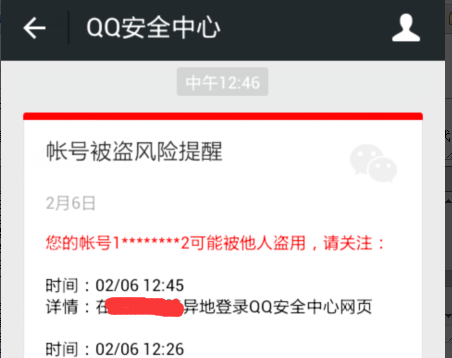 QQ安全中心
中午12:46
帐号被盗风险提醒
2月6日
您的帐号1********2可能被他人盗用，请关注：
时间：02/06 12:45
详情：在异地登录QQ安全中心网页
时间：02/06 12:26